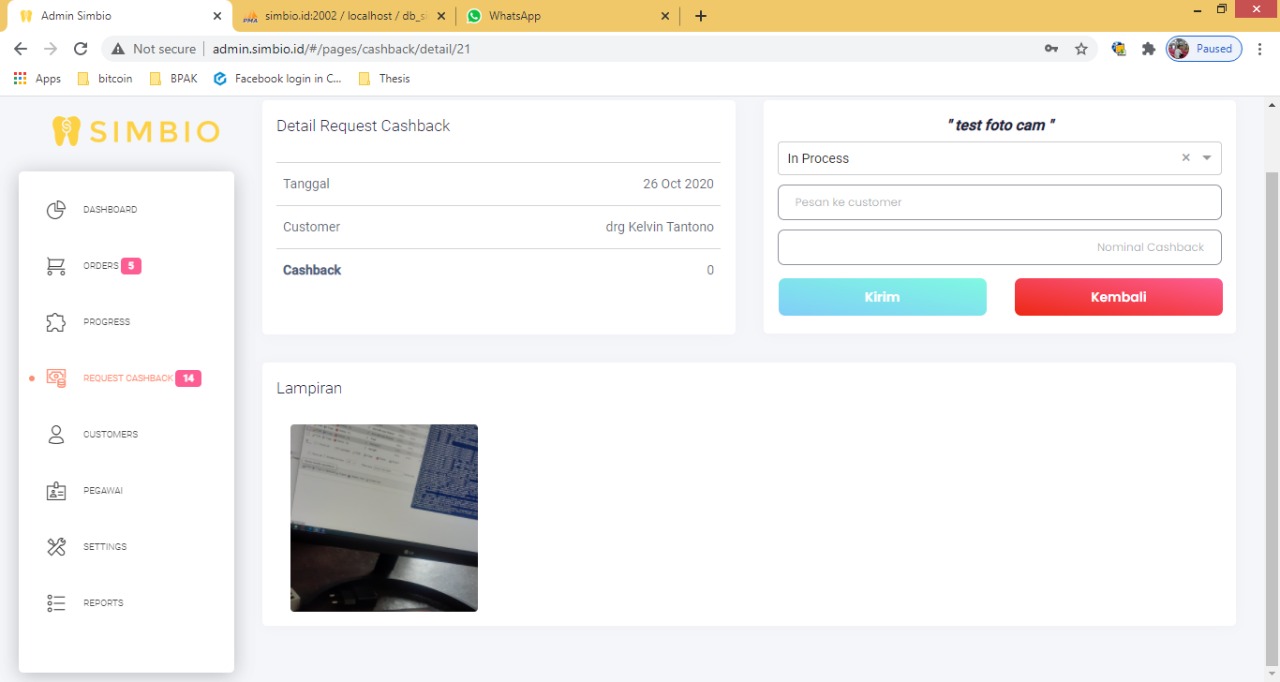 Admin Simbio
simbio.id:2002 / localhost / db_s
WhatsApp
Not secure
admin.simbio.id/#/pages/cashback/detail/21
Paused
Apps
bitcoin
BPAK
Facebook login in C...
Thesis
SIMBIO
DASHBOARD
ORDERS 5
PROGRESS
REQUEST CASHBACK 14
CUSTOMERS
PEGAWAI
SETTINGS
REPORTS
Detail Request Cashback
Tanggal 26 Oct 2020
Customer drg Kelvin Tantono
Cashback 0
" test foto cam "
In Process
Pesan ke customer
Nominal Cashback
Kirim
Kembali
Lampiran